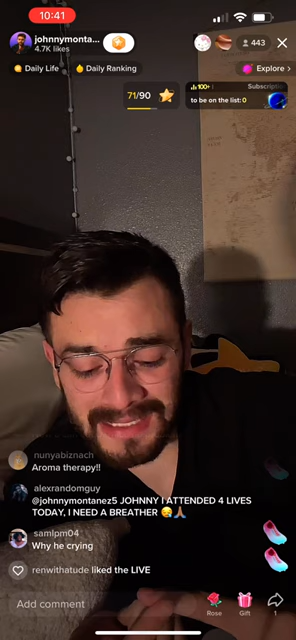 10:41
johnnymonta...
4.7K likes
443
Daily Life
Daily Ranking
Explore >
71/90
100+
Subscriptio
to be on the list: 0
nunyabiznach
Aroma therapy!!
alexrandomguy
@johnnymontanez5 JOHNNY I ATTENDED 4 LIVES
TODAY, I NEED A BREATHER 😪🙏🏽
samlpm04
Why he crying
renwithatude liked the LIVE
Add comment
Rose
Gift
1